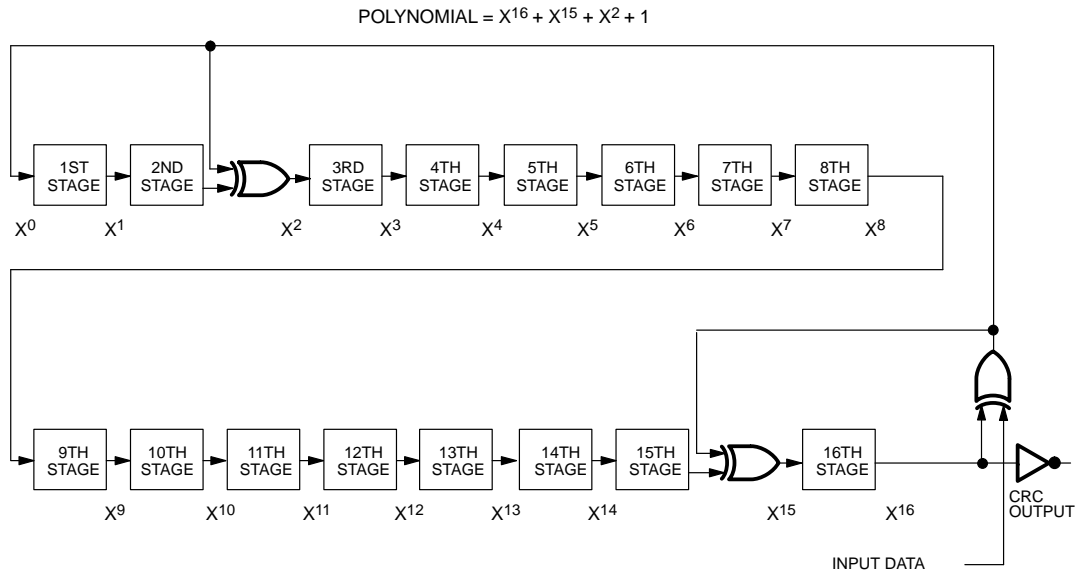 POLYNOMIAL = X16 + X15 + X2 + 1
1ST
STAGE
2ND
STAGE
3RD
STAGE
4TH
STAGE
5TH
STAGE
6TH
STAGE
7TH
STAGE
8TH
STAGE
X0
X1
X2
X3
X4
X5
X6
X7
X8
9TH
STAGE
10TH
STAGE
11TH
STAGE
12TH
STAGE
13TH
STAGE
14TH
STAGE
15TH
STAGE
16TH
STAGE
X9
X10
X11
X12
X13
X14
X15
X16
CRC
OUTPUT
INPUT DATA